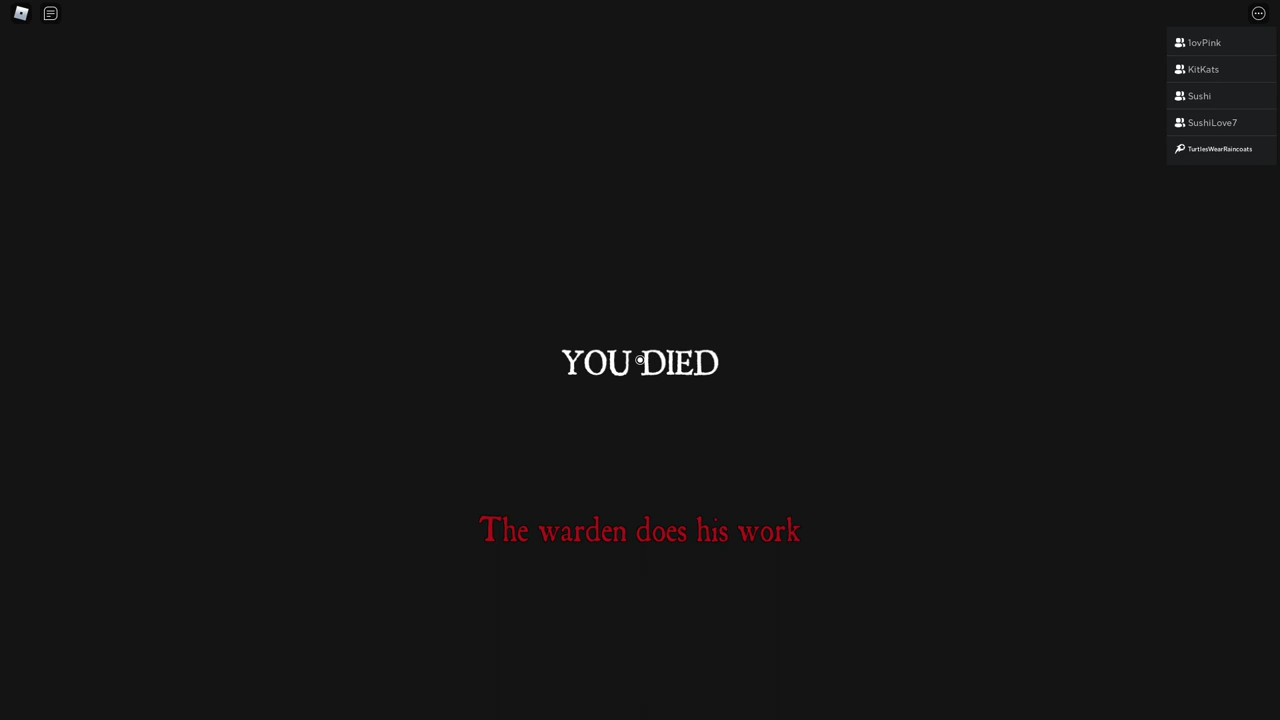 1ovPink
KitKats
Sushi
SushiLove7
TurtlesWearRaincoats
YOU DIED
The warden does his work